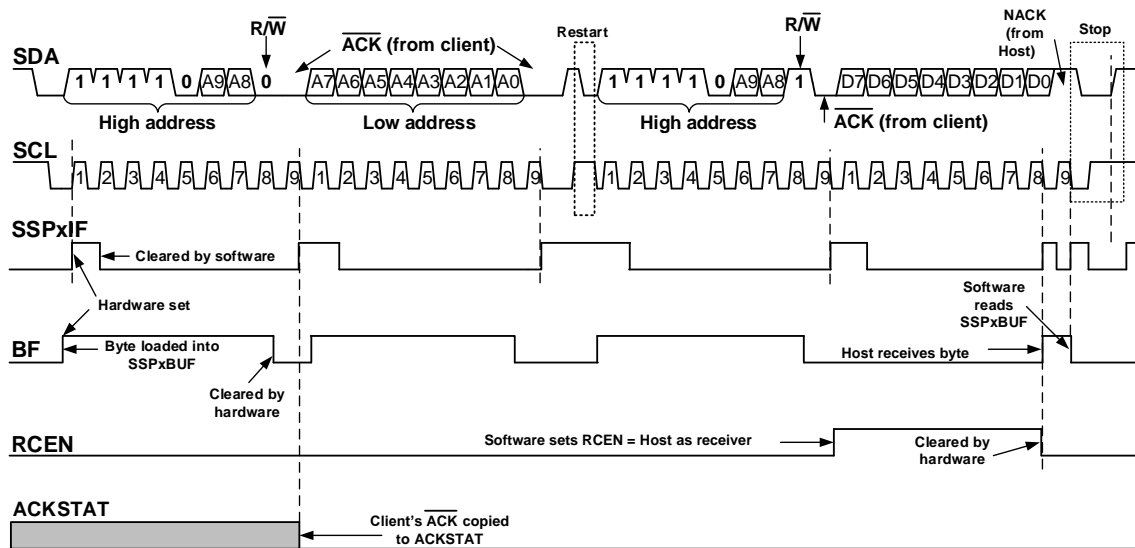 R/W
R/W
NACK
(from
Host)
Restart
Stop
ACK (from client)
SDA
1 1 1 1 0 A9 A8 0 A7 A6 A5 A4 A3 A2 A1 A0 1 1 1 1 0 A9 A8 1 D7 D6 D5 D4 D3 D2 D1 D0
High address
Low address
High address
ACK (from client)
SCL
1 2 3 4 5 6 7 8 9 1 2 3 4 5 6 7 8 9 1 2 3 4 5 6 7 8 9 1 2 3 4 5 6 7 8 9
SSPxIF
Cleared by software
Hardware set
Software
reads
SSPxBUF
BF
Byte loaded into
SSPxBUF
Cleared by
hardware
Host receives byte
RCEN
Software sets RCEN = Host as receiver
Cleared by
hardware
ACKSTAT
Client's ACK copied
to ACKSTAT